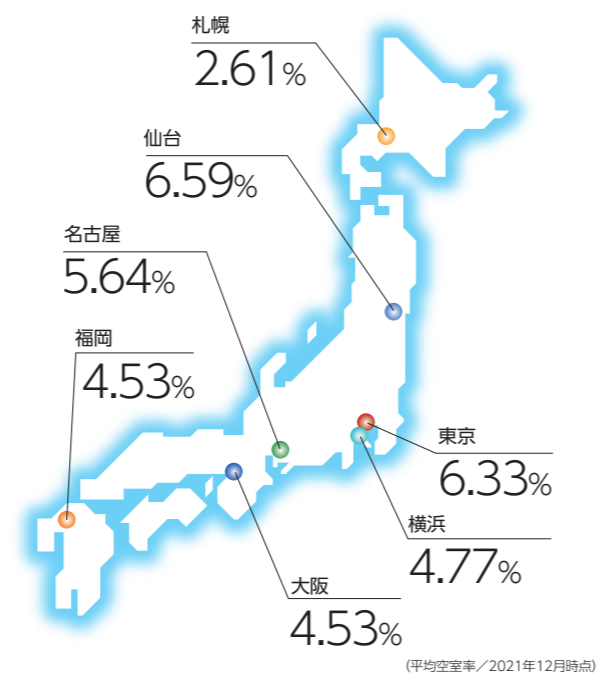 札幌
2.61%
仙台
6.59%
名古屋
5.64%
福岡
4.53%
東京
6.33%
横浜
4.77%
大阪
4.53%
(平均空室率／2021年12月時点)